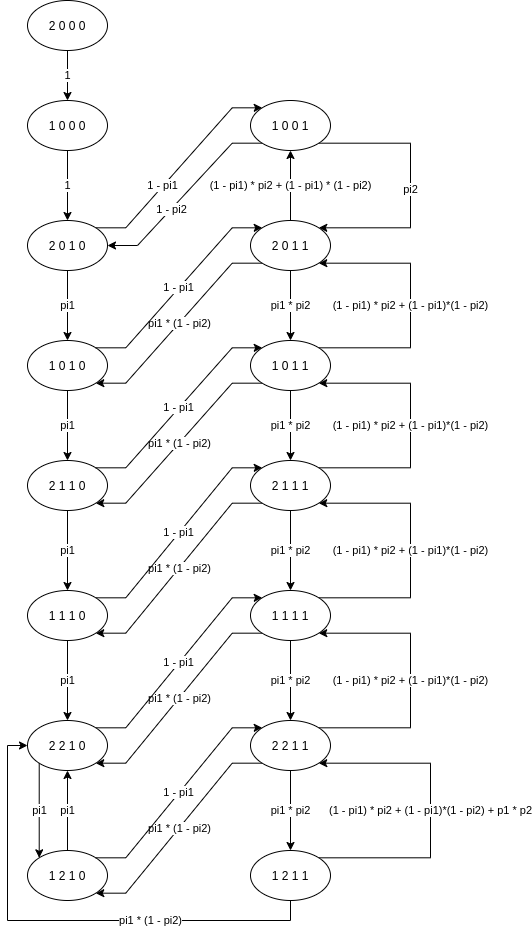 2 0 0 0
1
1 0 0 0
1 0 0 1
1
1 - pi1
(1 - pi1) * pi2 + (1 - pi1) * (1 - pi2)
pi2
1 - pi2
2 0 1 0
2 0 1 1
pi1
1 - pi1
pi1 * (1 - pi2)
pi1 * pi2
(1 - pi1) * pi2 + (1 - pi1)*(1 - pi2)
1 0 1 0
1 0 1 1
pi1
1 - pi1
pi1 * (1 - pi2)
pi1 * pi2
(1 - pi1) * pi2 + (1 - pi1)*(1 - pi2)
2 1 1 0
2 1 1 1
pi1
1 - pi1
pi1 * (1 - pi2)
pi1 * pi2
(1 - pi1) * pi2 + (1 - pi1)*(1 - pi2)
1 1 1 0
1 1 1 1
pi1
1 - pi1
pi1 * (1 - pi2)
pi1 * pi2
(1 - pi1) * pi2 + (1 - pi1)*(1 - pi2)
2 2 1 0
2 2 1 1
pi1
pi1
1 - pi1
pi1 * (1 - pi2)
pi1 * pi2
(1 - pi1) * pi2 + (1 - pi1)*(1 - pi2) + p1 * p2
1 2 1 0
1 2 1 1
pi1 * (1 - pi2)